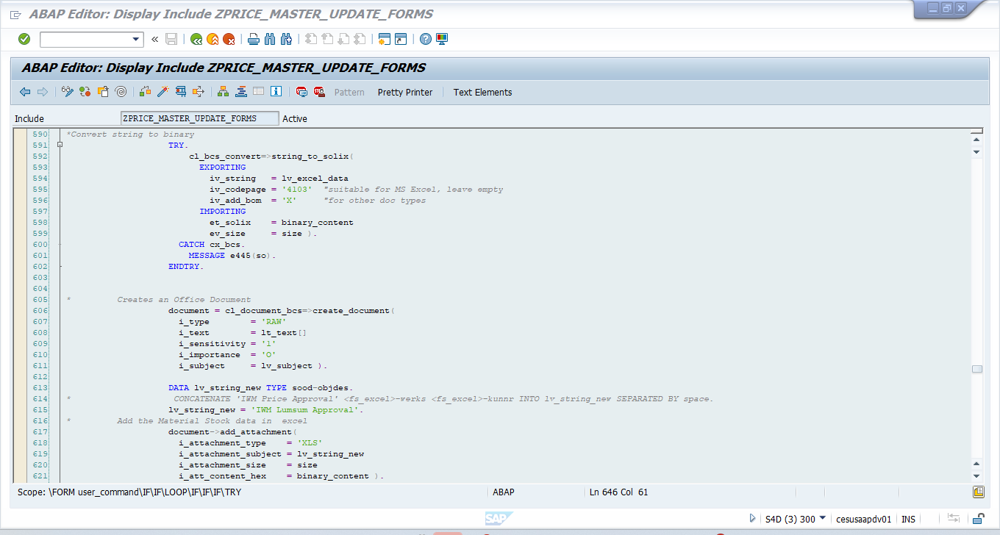 ABAP Editor: Display Include ZPRICE_MASTER_UPDATE_FORMS
ABAP Editor: Display Include ZPRICE_MASTER_UPDATE_FORMS
Pattern Pretty Printer Text Elements
Include ZPRICE_MASTER_UPDATE_FORMS Active
590 *Convert string to binary
591 TRY.
592 cl_bcs_convert=>string_to_solix(
593 EXPORTING
594 iv_string = lv_excel_data
595 iv_codepage = '4103' "suitable for MS Excel, leave empty
596 iv_add_bom = 'X' "for other doc types
597 IMPORTING
598 et_solix = binary_content
599 ev_size = size ).
600 CATCH cx_bcs.
601 MESSAGE e445(so).
602 ENDTRY.
603
604
605 * Creates an Office Document
606 document = cl_document_bcs=>create_document(
607 i_type = 'RAW'
608 i_text = lt_text[]
609 i_sensitivity = '1'
610 i_importance = 'O'
611 i_subject = lv_subject ).
612
613 DATA lv_string_new TYPE sood-objdes.
614 * CONCATENATE 'IWM Price Approval' <fs_excel>-werks <fs_excel>-kunnr INTO lv_string_new SEPARATED BY space.
615 lv_string_new = 'IWM Lumsum Approval'.
616 * Add the Material Stock data in excel
617 document->add_attachment(
618 i_attachment_type = 'XLS'
619 i_attachment_subject = lv_string_new
620 i_attachment_size = size
621 i_att_content_hex = binary_content ).
Scope: \FORM user_command\IF\IF\LOOP\IF\IF\IF\TRY ABAP Ln 646 Col 61
SAP S4D (3) 300 cesusaapdv01 INS